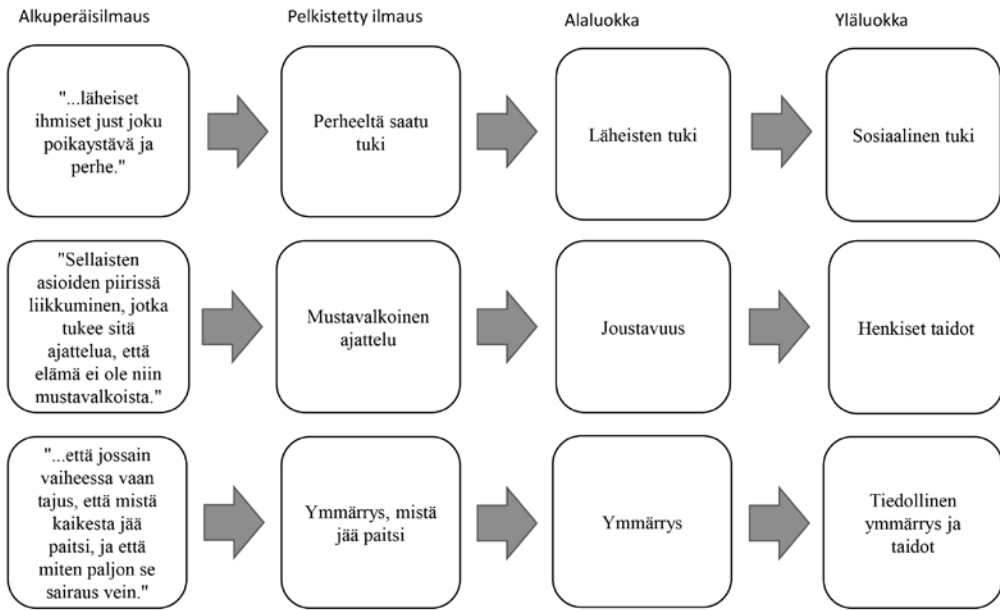 Alkuperäisilmaus
Pelkistetty ilmaus
Alaluokka
Yläluokka
"...läheiset
ihmiset just joku
poikaystävä ja
perhe."
Perheeltä saatu
tuki
Läheisten tuki
Sosiaalinen tuki
"Sellaisten
asioiden piirissä
liikkuminen, jotka
tukee sitä
ajattelua, että
elämä ei ole niin
mustavalkoista."
Mustavalkoinen
ajattelu
Joustavuus
Henkiset taidot
"...että jossain
vaiheessa vaan
tajus, että mistä
kaikesta jää
paitsi, ja että
miten paljon se
sairaus vein."
Ymmärrys, mistä
jää paitsi
Ymmärrys
Tiedollinen
ymmärrys ja
taidot